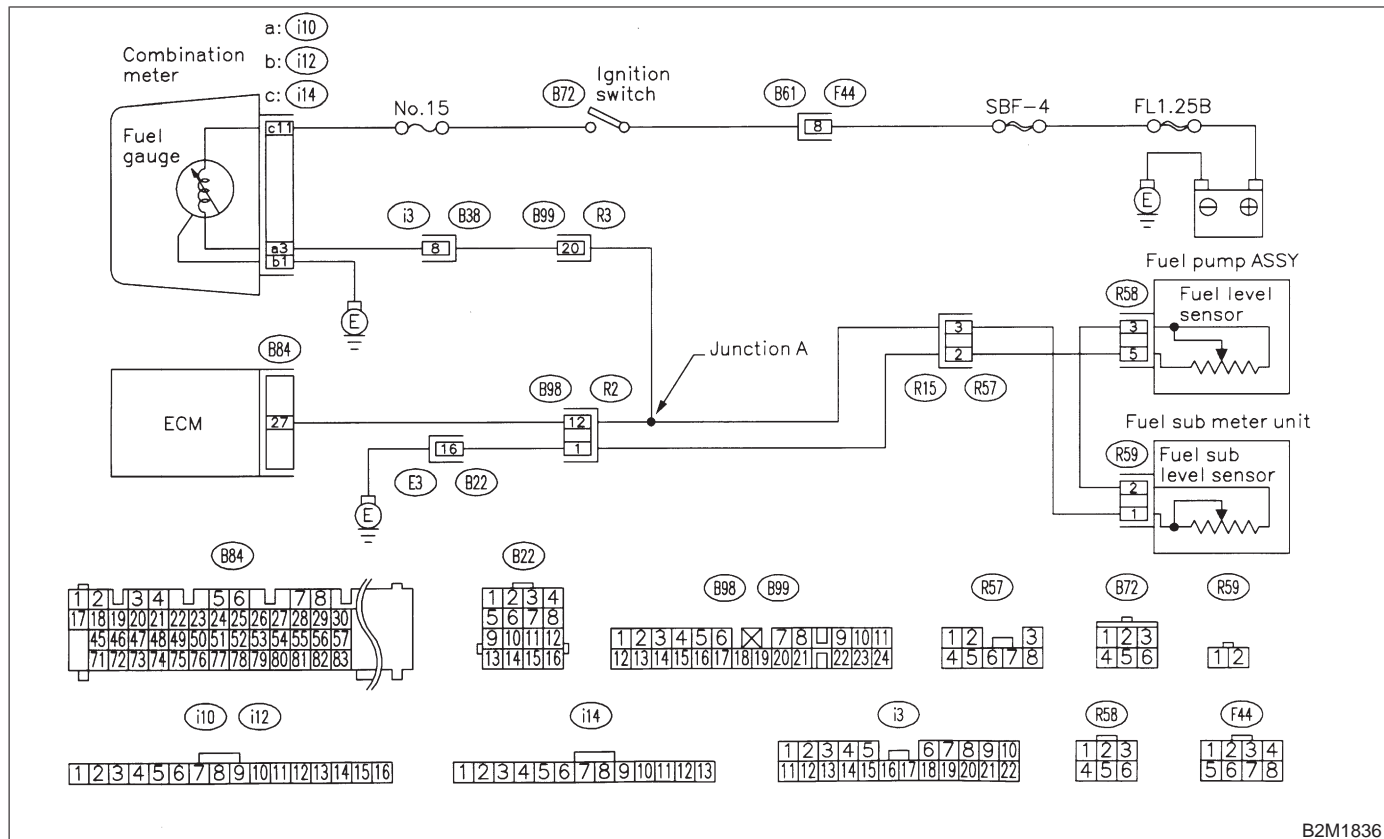 a: i10
Combination meter
b: i12
c: i14
Fuel gauge
c11
No.15
B72
Ignition switch
B61 F44
8
SBF-4
FL1.25B
E
⊖ ⊕
i3 B38
8
B99 R3
20
a3
b1
E
Fuel pump ASSY
R58
Fuel level sensor
3
5
B84
ECM
27
B98 R2
12
1
Junction A
3
2
R15 R57
16
E3 B22
E
Fuel sub meter unit
R59
Fuel sub level sensor
2
1
B84
1 2 3 4 5 6 7 8
17 18 19 20 21 22 23 24 25 26 27 28 29 30
45 46 47 48 49 50 51 52 53 54 55 56 57
71 72 73 74 75 76 77 78 79 80 81 82 83
B22
1 2 3 4
5 6 7 8
9 10 11 12
13 14 15 16
B98 B99
1 2 3 4 5 6 7 8 9 10 11
12 13 14 15 16 17 18 19 20 21 22 23 24
R57
1 2 3
4 5 6 7 8
B72
1 2 3
4 5 6
R59
1 2
i10 i12
1 2 3 4 5 6 7 8 9 10 11 12 13 14 15 16
i14
1 2 3 4 5 6 7 8 9 10 11 12 13
i3
1 2 3 4 5 6 7 8 9 10
11 12 13 14 15 16 17 18 19 20 21 22
R58
1 2 3
4 5 6
F44
1 2 3 4
5 6 7 8
B2M1836